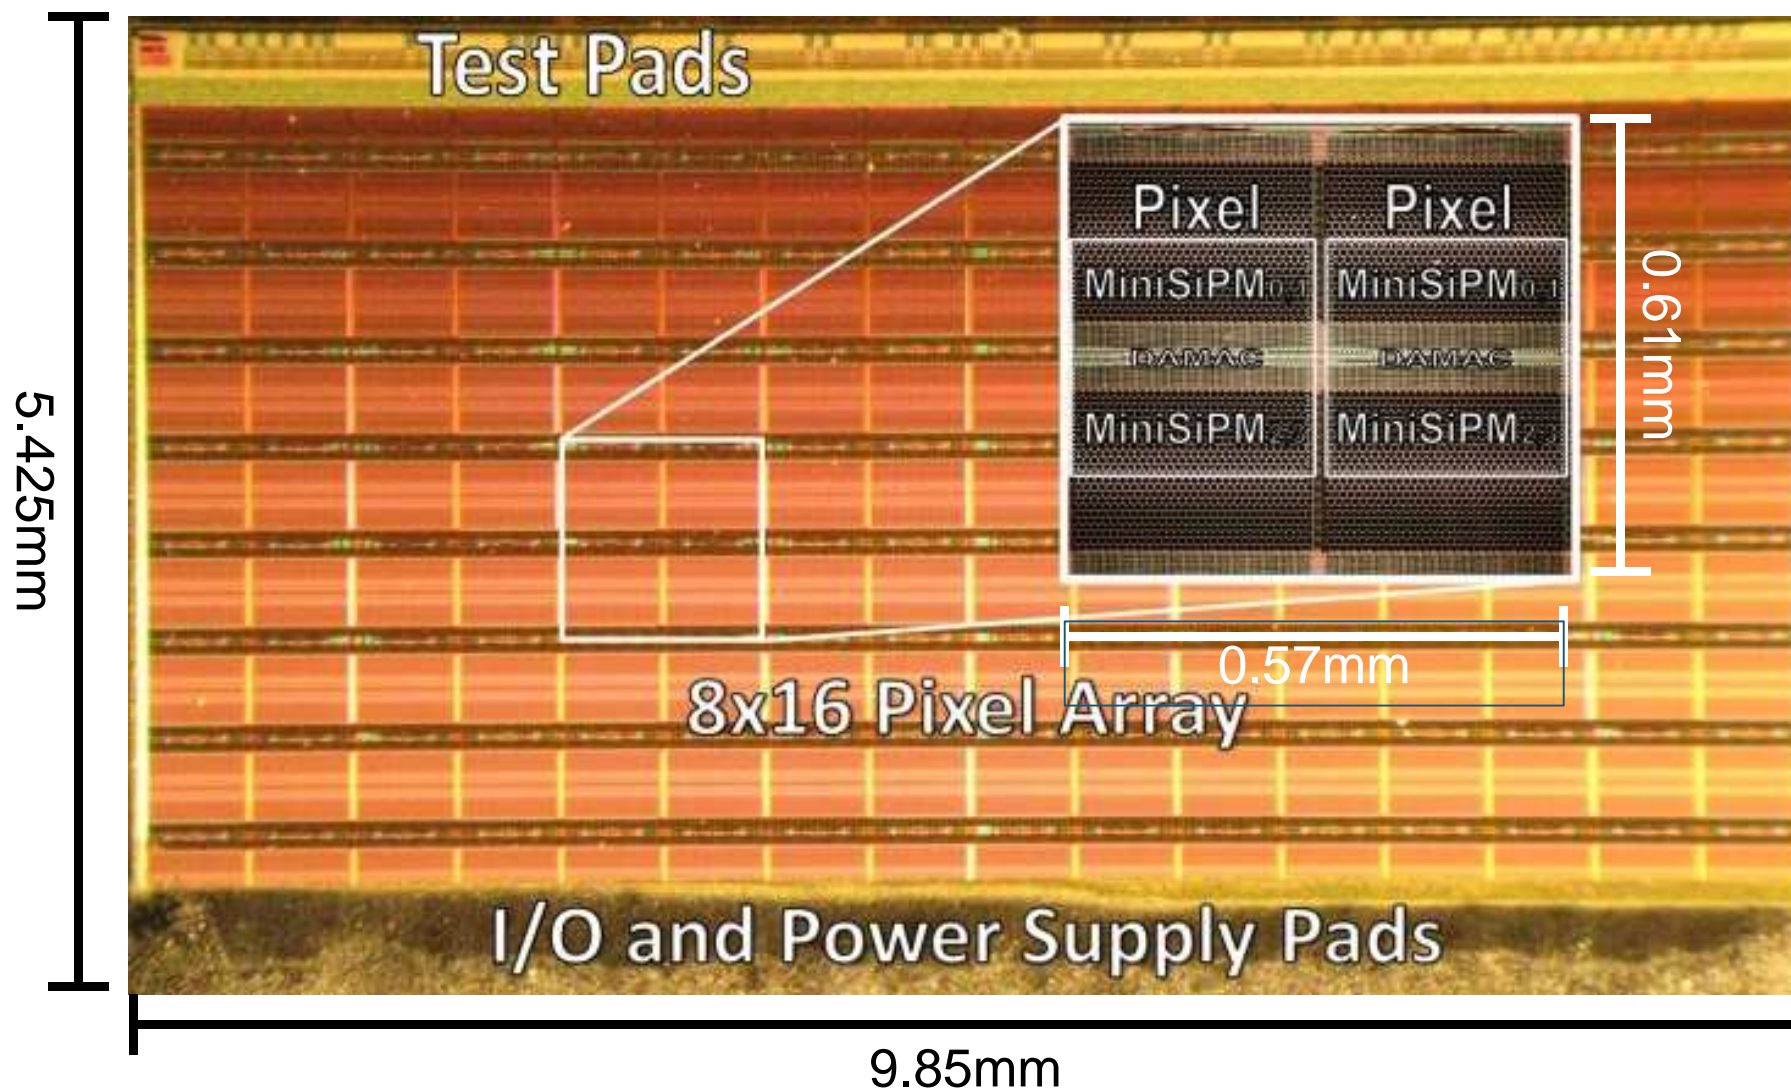 Test Pads
Pixel Pixel
MiniSiPM MiniSiPM
DAMAC DAMAC
MiniSiPM MiniSiPM
0.61mm
0.57mm
5.425mm
8x16 Pixel Array
I/O and Power Supply Pads
9.85mm